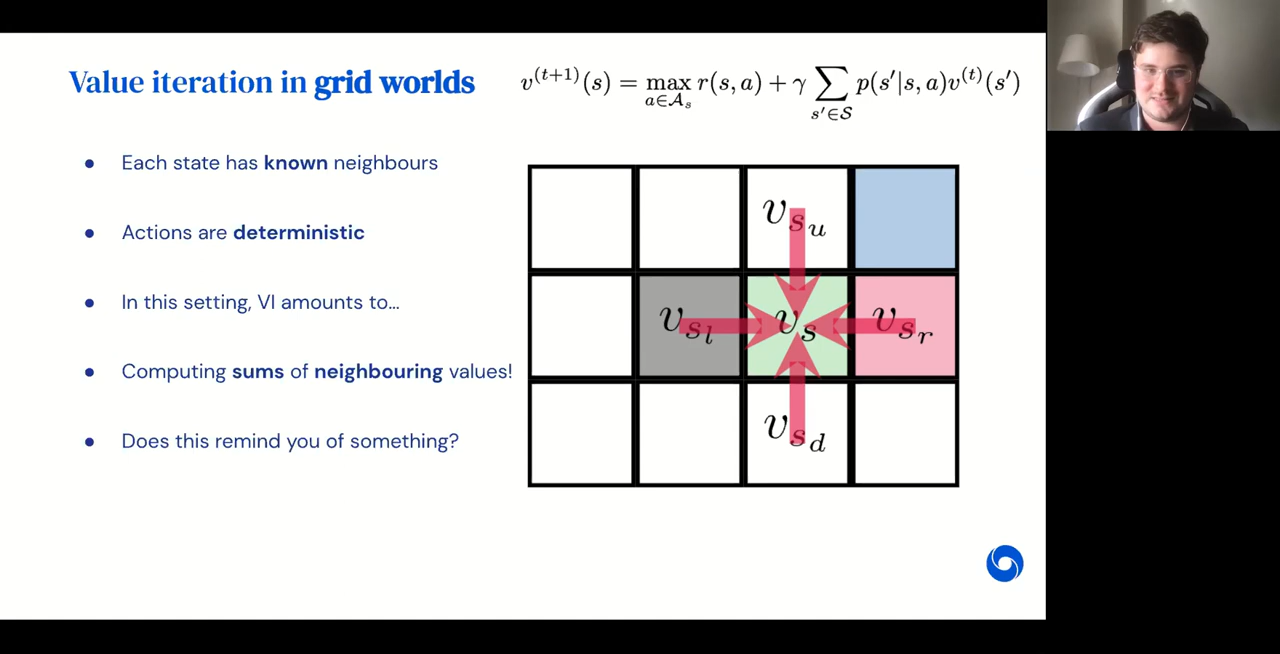 Value iteration in grid worlds
v^{(t+1)}(s) = max_{a∈𝒜_s} r(s, a) + γ ∑_{s'∈𝒮} p(s'|s, a)v^{(t)}(s')
● Each state has known neighbours
● Actions are deterministic
● In this setting, VI amounts to...
● Computing sums of neighbouring values!
● Does this remind you of something?
v_{s_u}
v_{s_l} v_s v_{s_r}
v_{s_d}